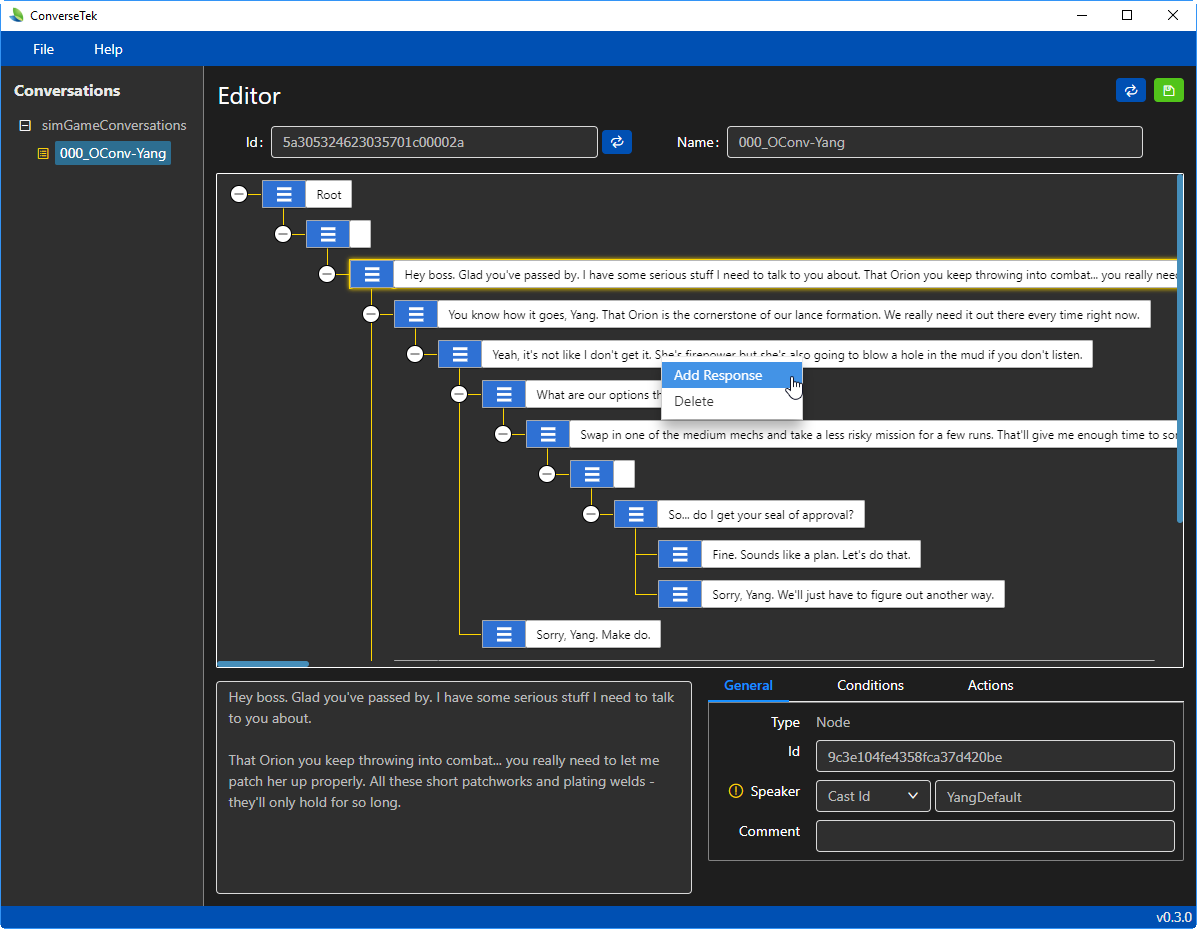 ConverseTek
File Help
Conversations
simGameConversations
000_OConv-Yang
Editor
Id: 5a305324623035701c00002a Name: 000_OConv-Yang
Root
Hey boss. Glad you've passed by. I have some serious stuff I need to talk to you about. That Orion you keep throwing into combat... you really nee
You know how it goes, Yang. That Orion is the cornerstone of our lance formation. We really need it out there every time right now.
Yeah, it's not like I don't get it. She's firepower but she's also going to blow a hole in the mud if you don't listen.
Add Response
What are our options th
Delete
Swap in one of the medium mechs and take a less risky mission for a few runs. That'll give me enough time to so
So... do I get your seal of approval?
Fine. Sounds like a plan. Let's do that.
Sorry, Yang. We'll just have to figure out another way.
Sorry, Yang. Make do.
Hey boss. Glad you've passed by. I have some serious stuff I need to talk
to you about.
That Orion you keep throwing into combat... you really need to let me
patch her up properly. All these short patchworks and plating welds -
they'll only hold for so long.
General Conditions Actions
Type Node
Id 9c3e104fe4358fca37d420be
Speaker Cast Id YangDefault
Comment
v0.3.0